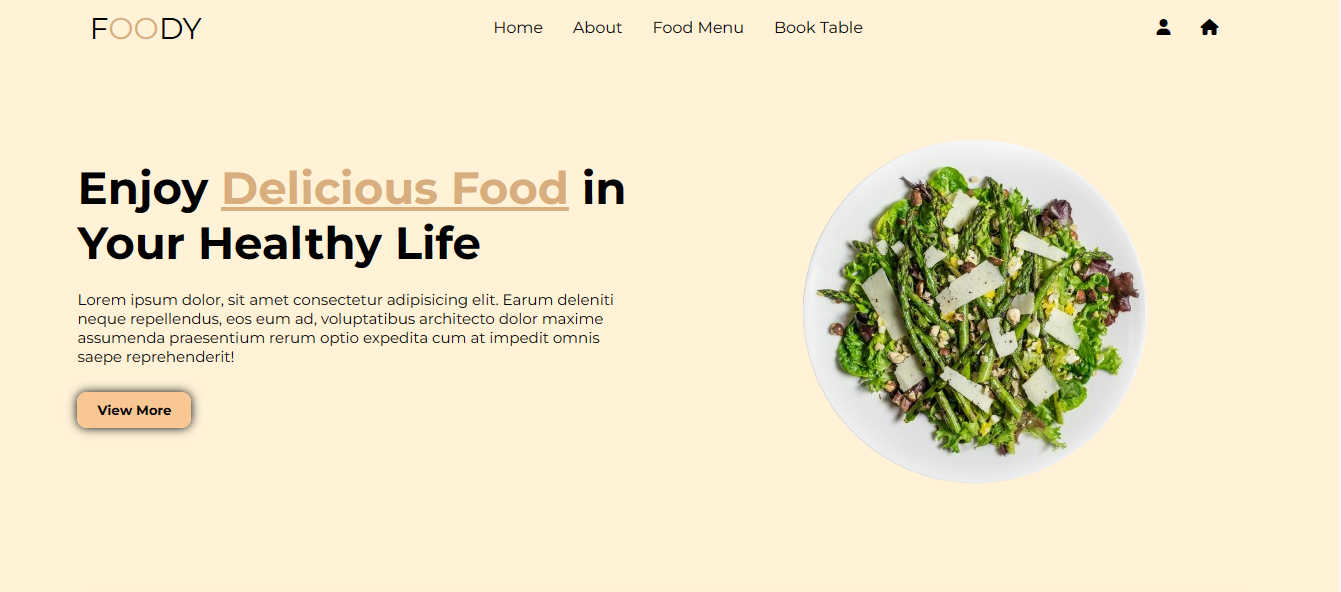 FOODY
Home About Food Menu Book Table
Enjoy Delicious Food in
Your Healthy Life
Lorem ipsum dolor, sit amet consectetur adipisicing elit. Earum deleniti
neque repellendus, eos eum ad, voluptatibus architecto dolor maxime
assumenda praesentium rerum optio expedita cum at impedit omnis
saepe reprehenderit!
View More